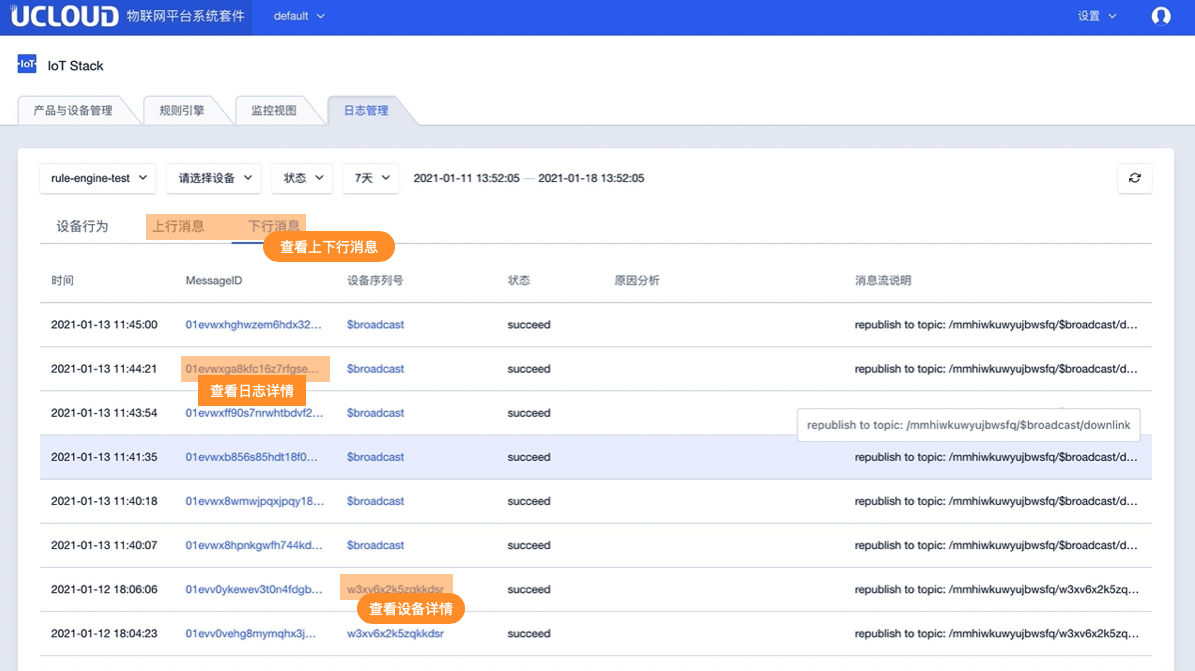 UCLOUD 物联网平台系统套件 default 设置
IoT IoT Stack
产品与设备管理 规则引擎 监控视图 日志管理
rule-engine-test 请选择设备 状态 7天 2021-01-11 13:52:05 — 2021-01-18 13:52:05
设备行为 上行消息 下行消息
查看上下行消息
时间 MessageID 设备序列号 状态 原因分析 消息流说明
2021-01-13 11:45:00 01evwxhghwzem6hdx32... $broadcast succeed republish to topic: /mmhiwkuwyujbwsfq/$broadcast/d...
2021-01-13 11:44:21 01evwxga8kfc16z7rfgse... $broadcast succeed republish to topic: /mmhiwkuwyujbwsfq/$broadcast/d...
查看日志详情
2021-01-13 11:43:54 01evwxff90s7nrwhtbdvf2... $broadcast succeed
republish to topic: /mmhiwkuwyujbwsfq/$broadcast/downlink
2021-01-13 11:41:35 01evwxb856s85hdt18f0... $broadcast succeed republish to topic: /mmhiwkuwyujbwsfq/$broadcast/d...
2021-01-13 11:40:18 01evwx8wmwjpqxjpqy18... $broadcast succeed republish to topic: /mmhiwkuwyujbwsfq/$broadcast/d...
2021-01-13 11:40:07 01evwx8hpnkgwfh744kd... $broadcast succeed republish to topic: /mmhiwkuwyujbwsfq/$broadcast/d...
2021-01-12 18:06:06 01evv0ykewev3t0n4fdgb... w3xv6x2k5zqkkdsr succeed republish to topic: /mmhiwkuwyujbwsfq/w3xv6x2k5zq...
查看设备详情
2021-01-12 18:04:23 01evv0vehg8mymqhx3j... w3xv6x2k5zqkkdsr succeed republish to topic: /mmhiwkuwyujbwsfq/w3xv6x2k5zq...